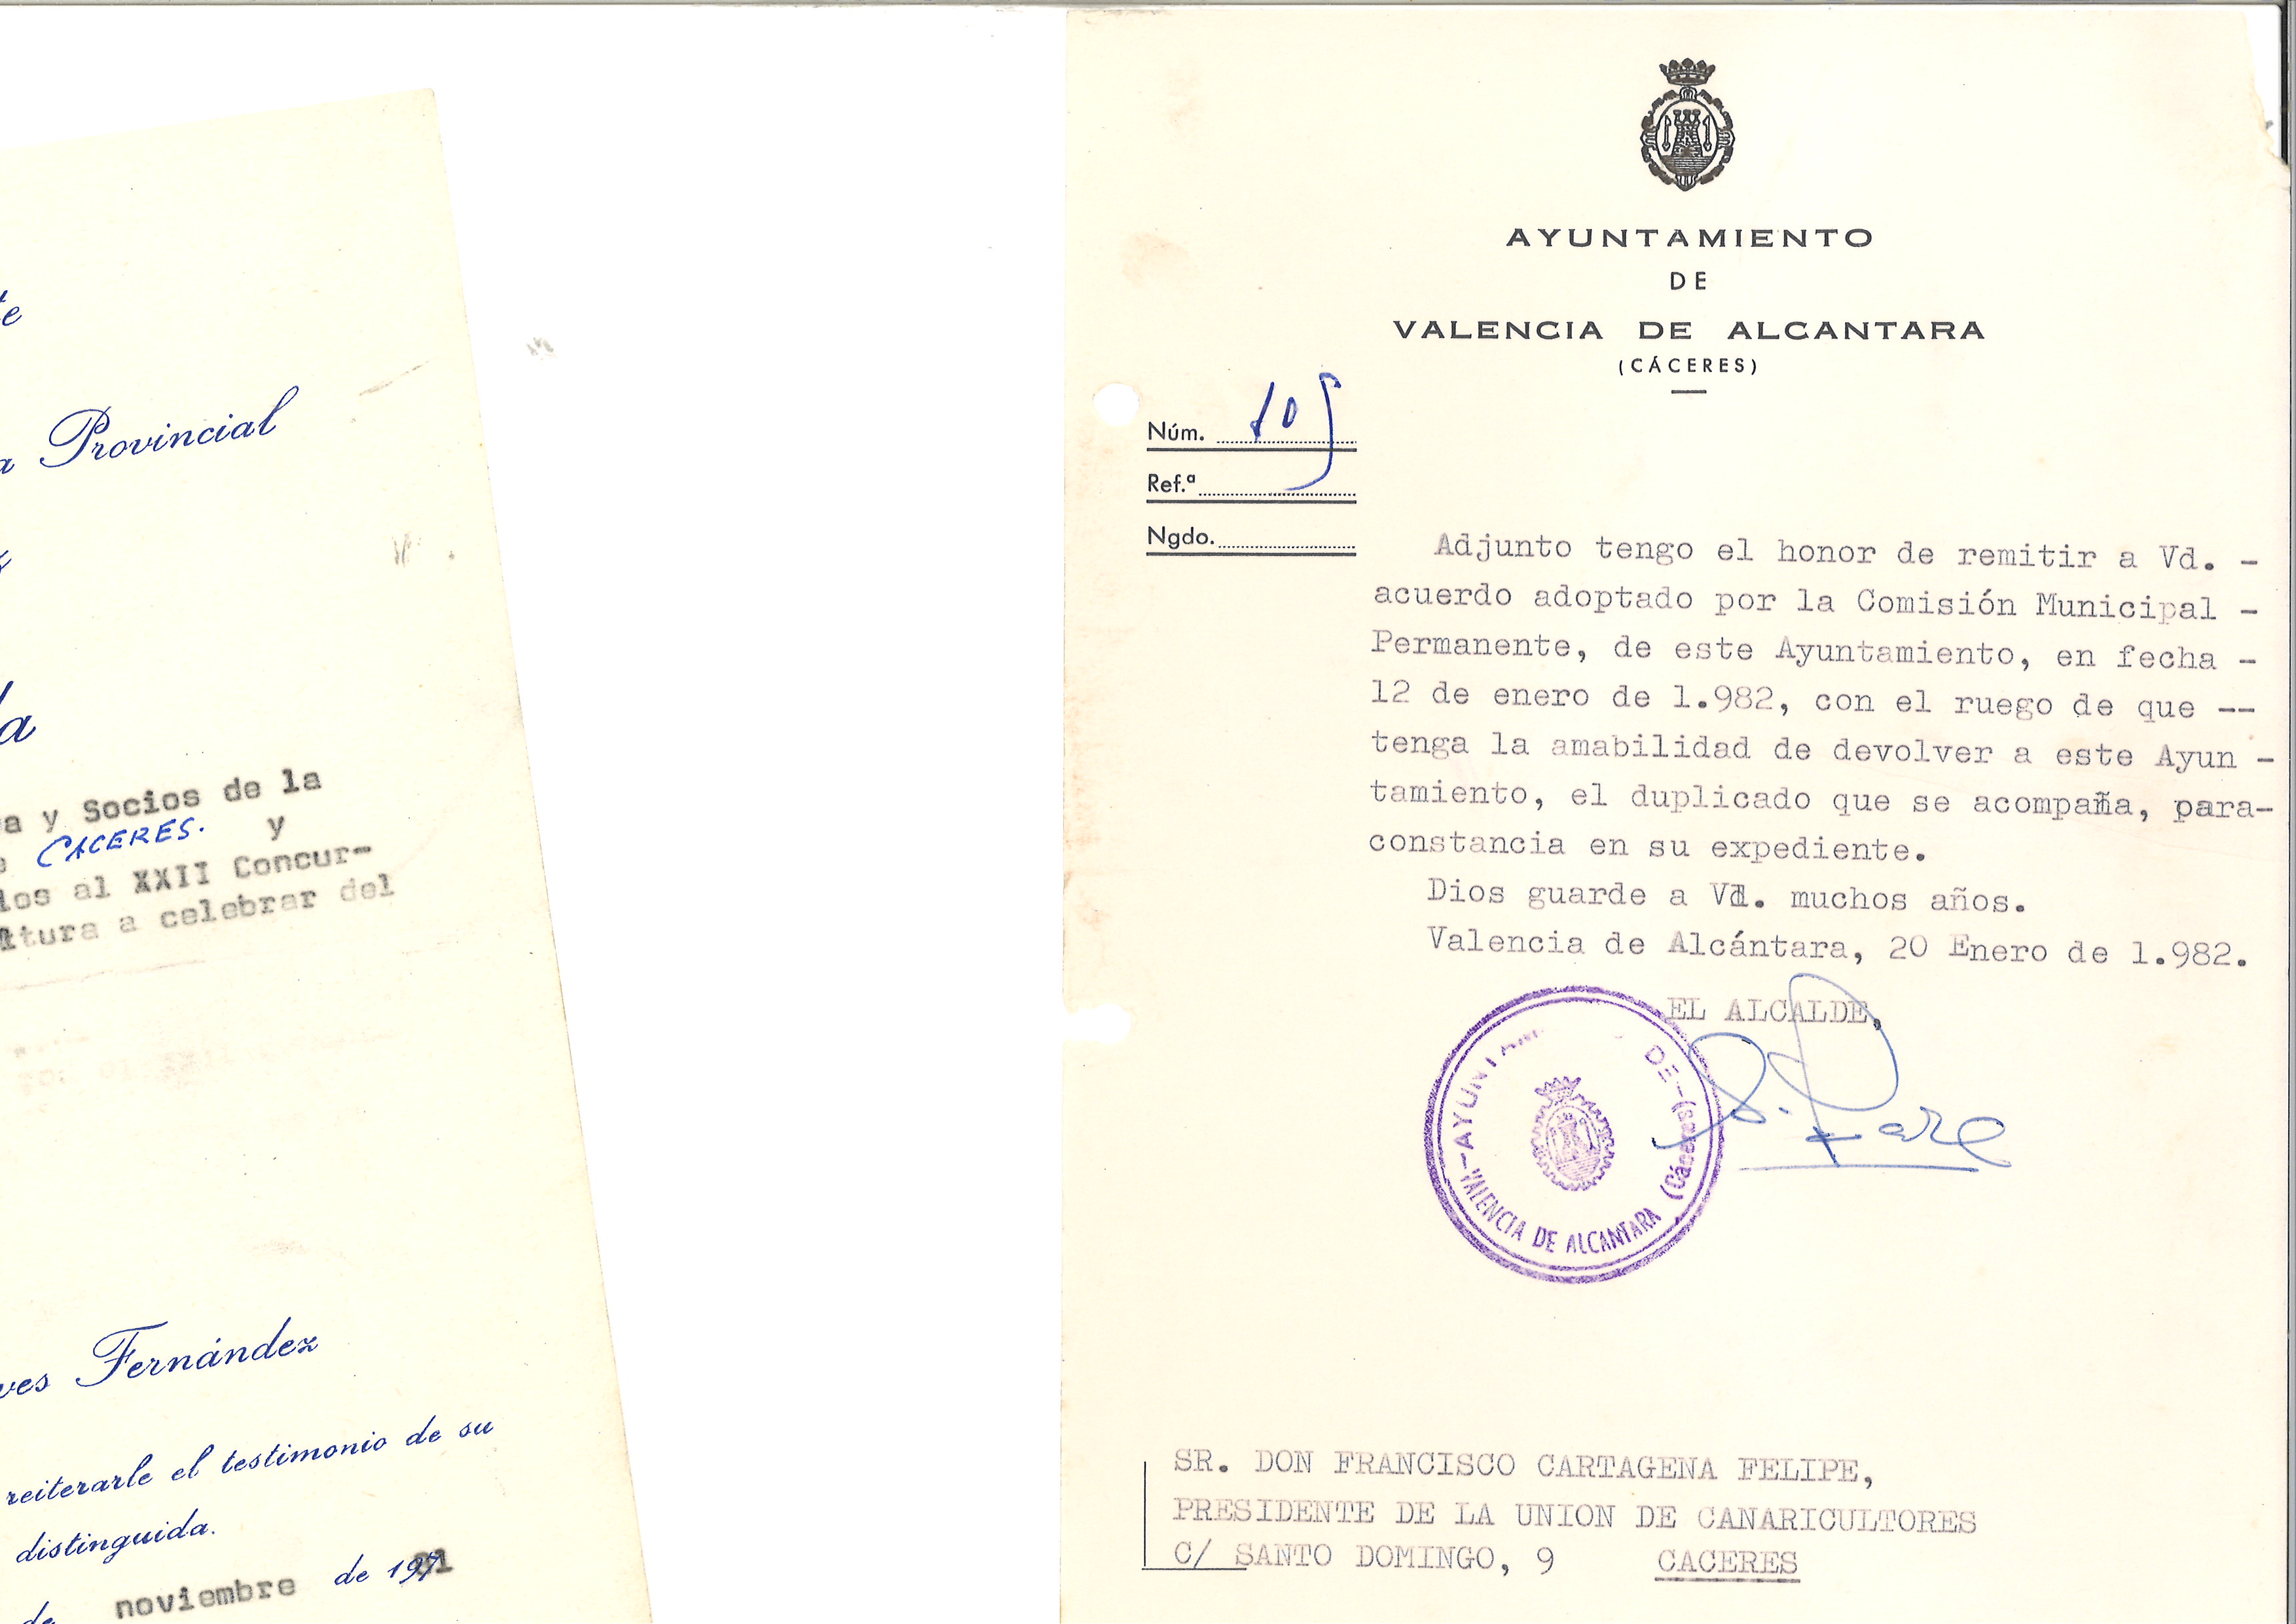 te
a Provincial
a
a y Socios de la
CACERES. y
los al XXII Concur-
tura a celebrar del
ves Fernández
reiterarle el testimonio de su
distinguida.
de noviembre de 1981
AYUNTAMIENTO
DE
VALENCIA DE ALCANTARA
(CÁCERES)
Núm. 109
Ref.ª
Ngdo.
Adjunto tengo el honor de remitir a Vd. -
acuerdo adoptado por la Comisión Municipal -
Permanente, de este Ayuntamiento, en fecha -
12 de enero de 1.982, con el ruego de que --
tenga la amabilidad de devolver a este Ayun -
tamiento, el duplicado que se acompaña, para-
constancia en su expediente.
Dios guarde a Vd. muchos años.
Valencia de Alcántara, 20 Enero de 1.982.
EL ALCALDE,
DE
VALENCIA DE ALCANTARA (Cáceres)
SR. DON FRANCISCO CARTAGENA FELIPE,
PRESIDENTE DE LA UNION DE CANARICULTORES
C/ SANTO DOMINGO, 9 CACERES